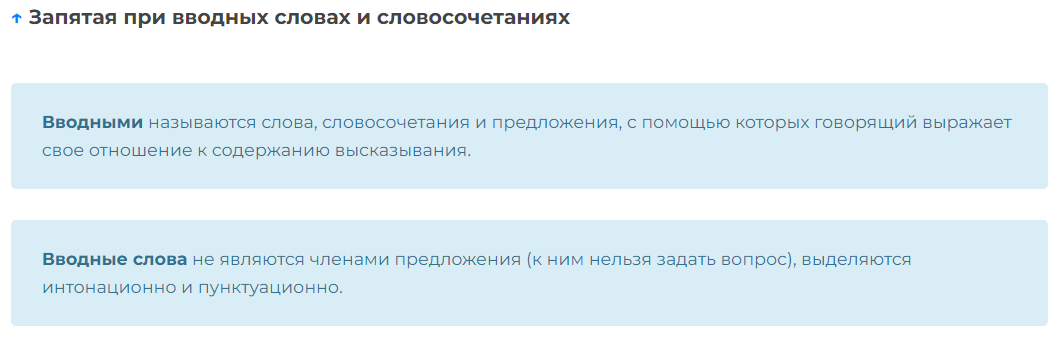 ↑ Запятая при вводных словах и словосочетаниях
Вводными называются слова, словосочетания и предложения, с помощью которых говорящий выражает
свое отношение к содержанию высказывания.
Вводные слова не являются членами предложения (к ним нельзя задать вопрос), выделяются
интонационно и пунктуационно.